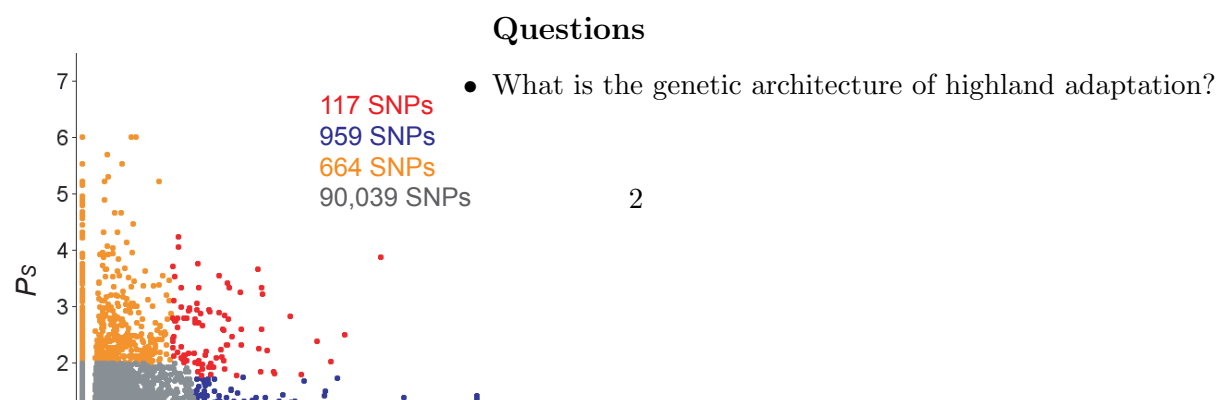 Questions
• What is the genetic architecture of highland adaptation?
7
117 SNPs
6
959 SNPs
664 SNPs
5
90,039 SNPs
2
4
Ps
3
2